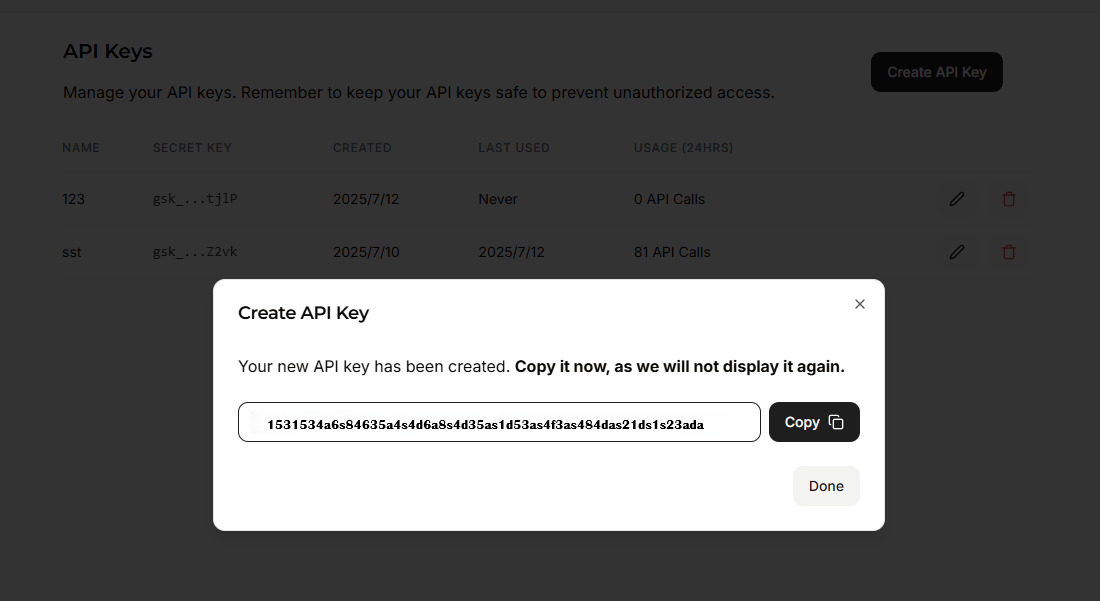 API Keys
Create API Key
Manage your API keys. Remember to keep your API keys safe to prevent unauthorized access.
NAME SECRET KEY CREATED LAST USED USAGE (24HRS)
123 gsk_...tjlP 2025/7/12 Never 0 API Calls
sst gsk_...Z2vk 2025/7/10 2025/7/12 81 API Calls
Create API Key
Your new API key has been created. Copy it now, as we will not display it again.
1531534a6s84635a4s4d6a8s4d35as1d53as4f3as484das21ds1s23ada
Copy
Done